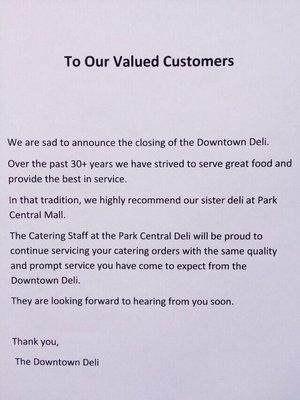 To Our Valued Customers
We are sad to announce the closing of the Downtown Deli.
Over the past 30+ years we have strived to serve great food and
provide the best in service.
In that tradition, we highly recommend our sister deli at Park
Central Mall.
The Catering Staff at the Park Central Deli will be proud to
continue servicing your catering orders with the same quality
and prompt service you have come to expect from the
Downtown Deli.
They are looking forward to hearing from you soon.
Thank you,
The Downtown Deli